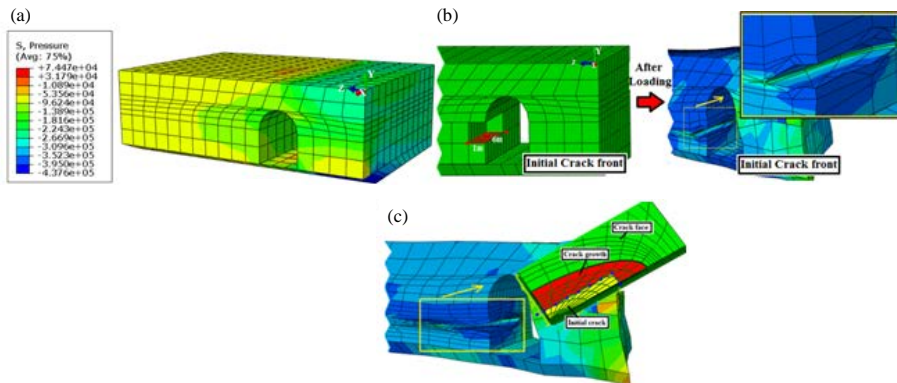 (a)
S, Pressure
(Avg: 75%)
+7.447e+04
+3.179e+04
-1.089e+04
-5.356e+04
-9.624e+04
-1.389e+05
-1.816e+05
-2.243e+05
-2.669e+05
-3.096e+05
-3.523e+05
-3.950e+05
-4.376e+05
Y
Z
X
(b)
Y
Z
X
6m
1m
Initial Crack front
After
Loading
Initial Crack front
(c)
Crack face
Crack growth
Initial crack